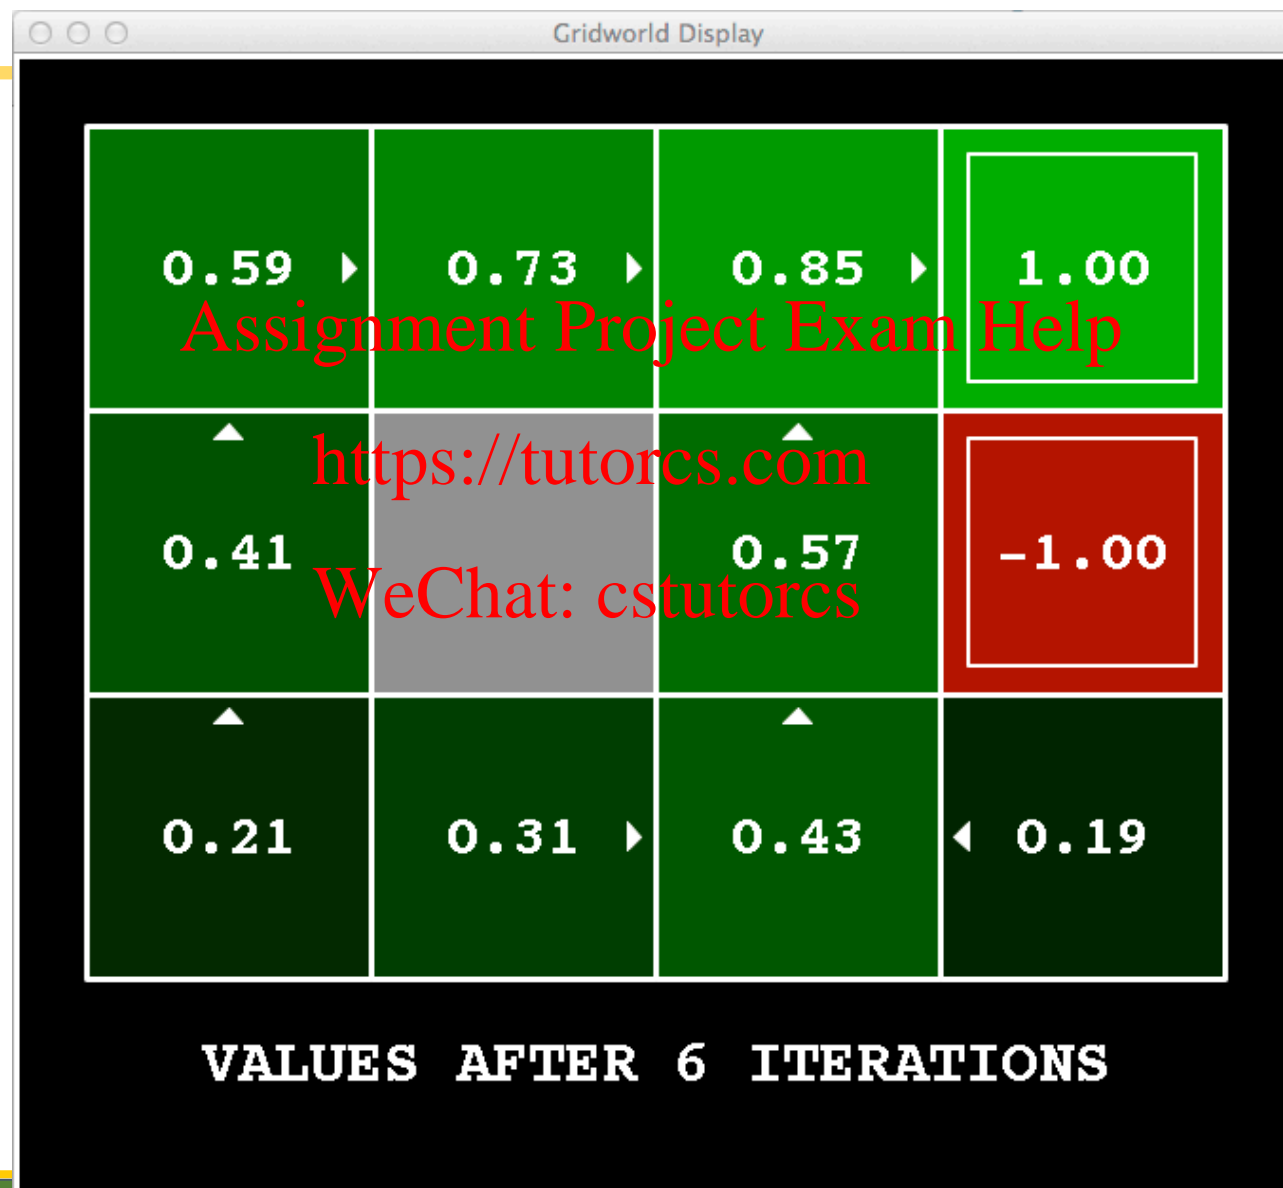 Gridworld Display
0.59 0.73 0.85 1.00
Assignment Project Exam Help
https://tutorcs.com
0.41 0.57 -1.00
WeChat: cstutorcs
0.21 0.31 0.43 0.19
VALUES AFTER 6 ITERATIONS